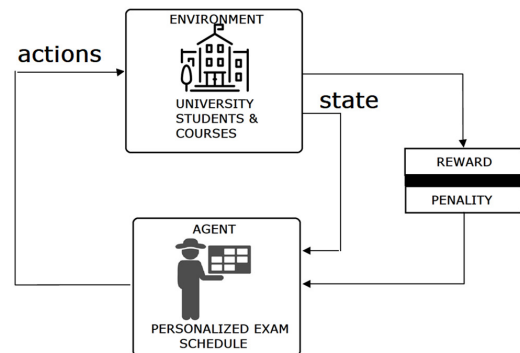 ENVIRONMENT
actions
UNIVERSITY
STUDENTS &
COURSES
state
REWARD
PENALITY
AGENT
PERSONALIZED EXAM
SCHEDULE